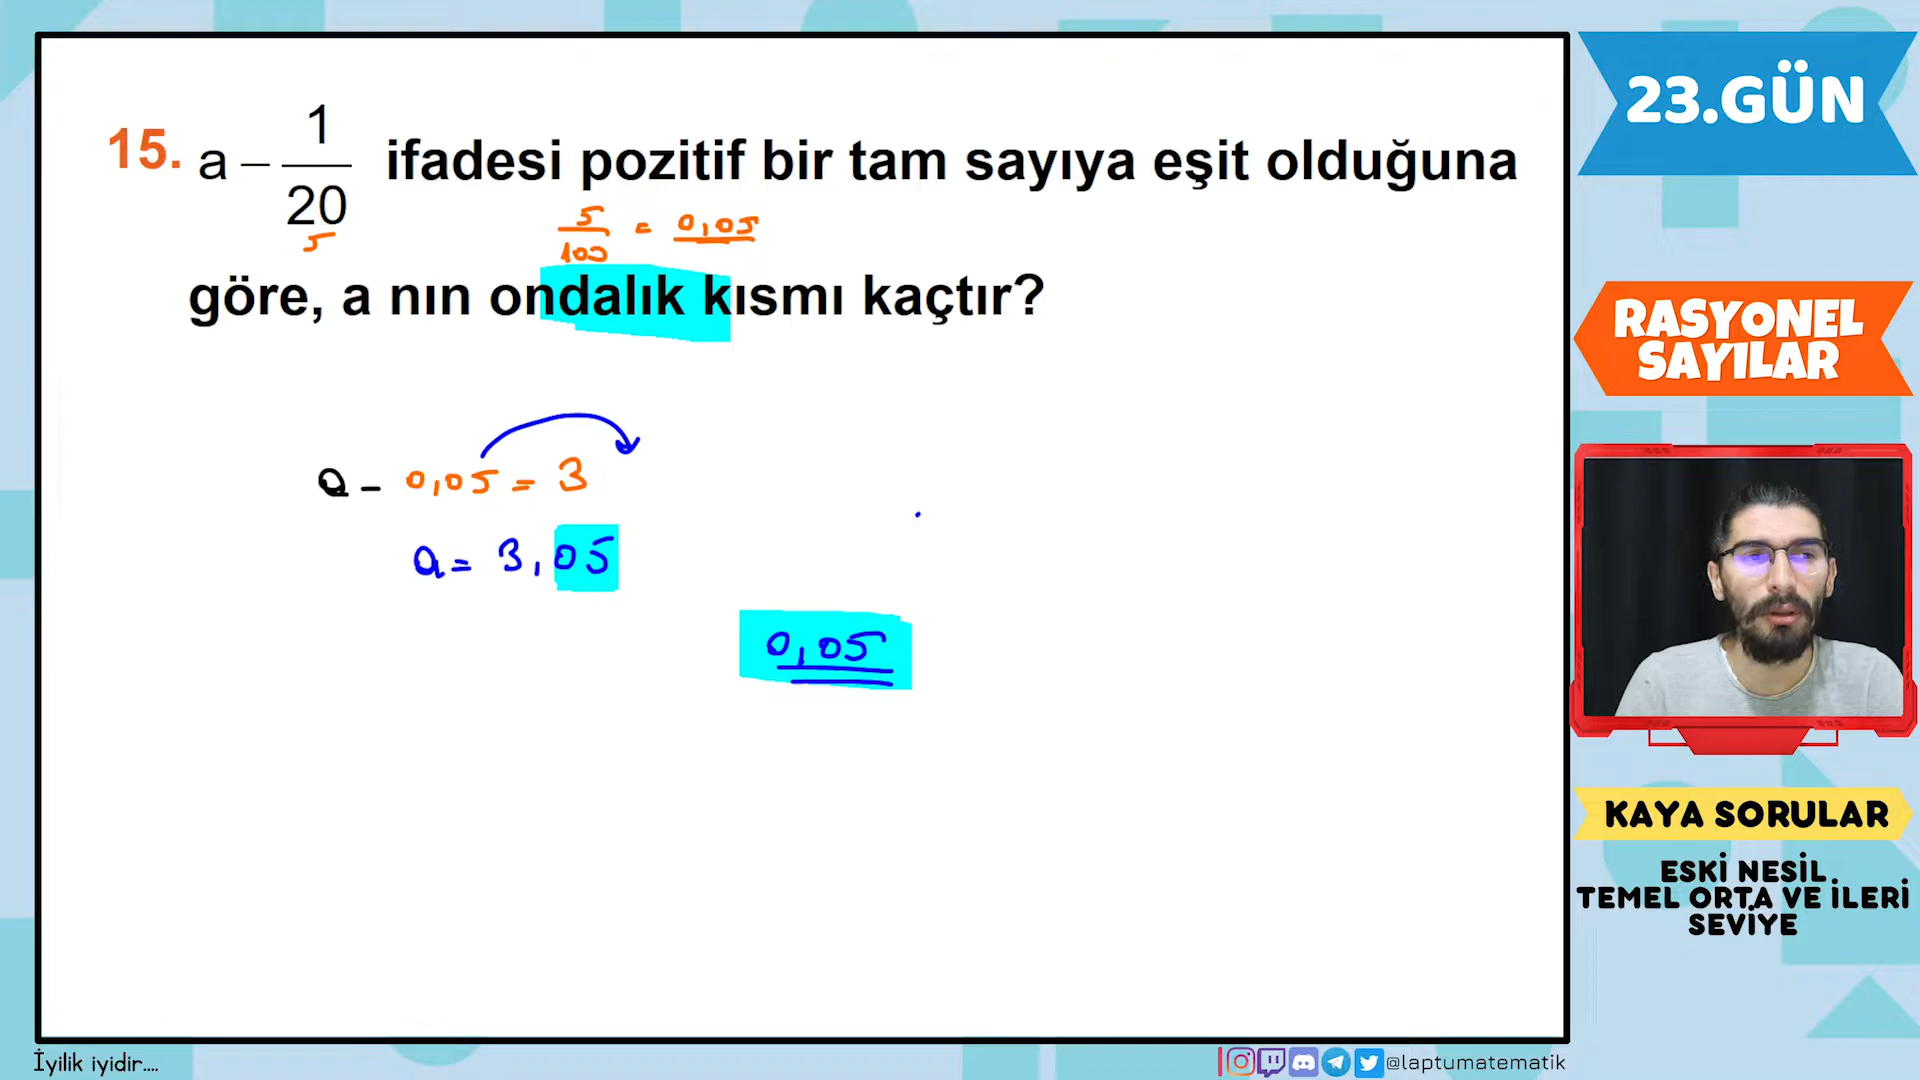 15. a – 1/20 ifadesi pozitif bir tam sayıya eşit olduğuna
5
5/100 = 0,05
göre, a nın ondalık kısmı kaçtır?
a - 0,05 = 3
a = 3,05
0,05
23.GÜN
RASYONEL
SAYILAR
KAYA SORULAR
ESKİ NESİL
TEMEL ORTA VE İLERİ
SEVİYE
İyilik iyidir....
@laptumatematik